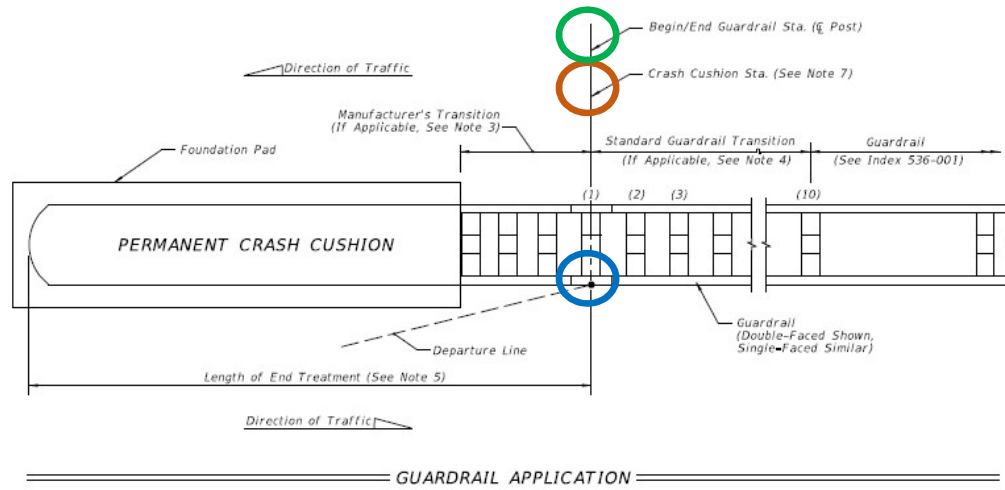 Begin/End Guardrail Sta. (℄ Post)
Direction of Traffic
Crash Cushion Sta. (See Note 7)
Manufacturer's Transition
(If Applicable, See Note 3)
Standard Guardrail Transition
(If Applicable, See Note 4)
Guardrail
(See Index 536-001)
Foundation Pad
(1) (2) (3) (10)
PERMANENT CRASH CUSHION
Guardrail
(Double-Faced Shown,
Single-Faced Similar)
Departure Line
Length of End Treatment (See Note 5)
Direction of Traffic
GUARDRAIL APPLICATION